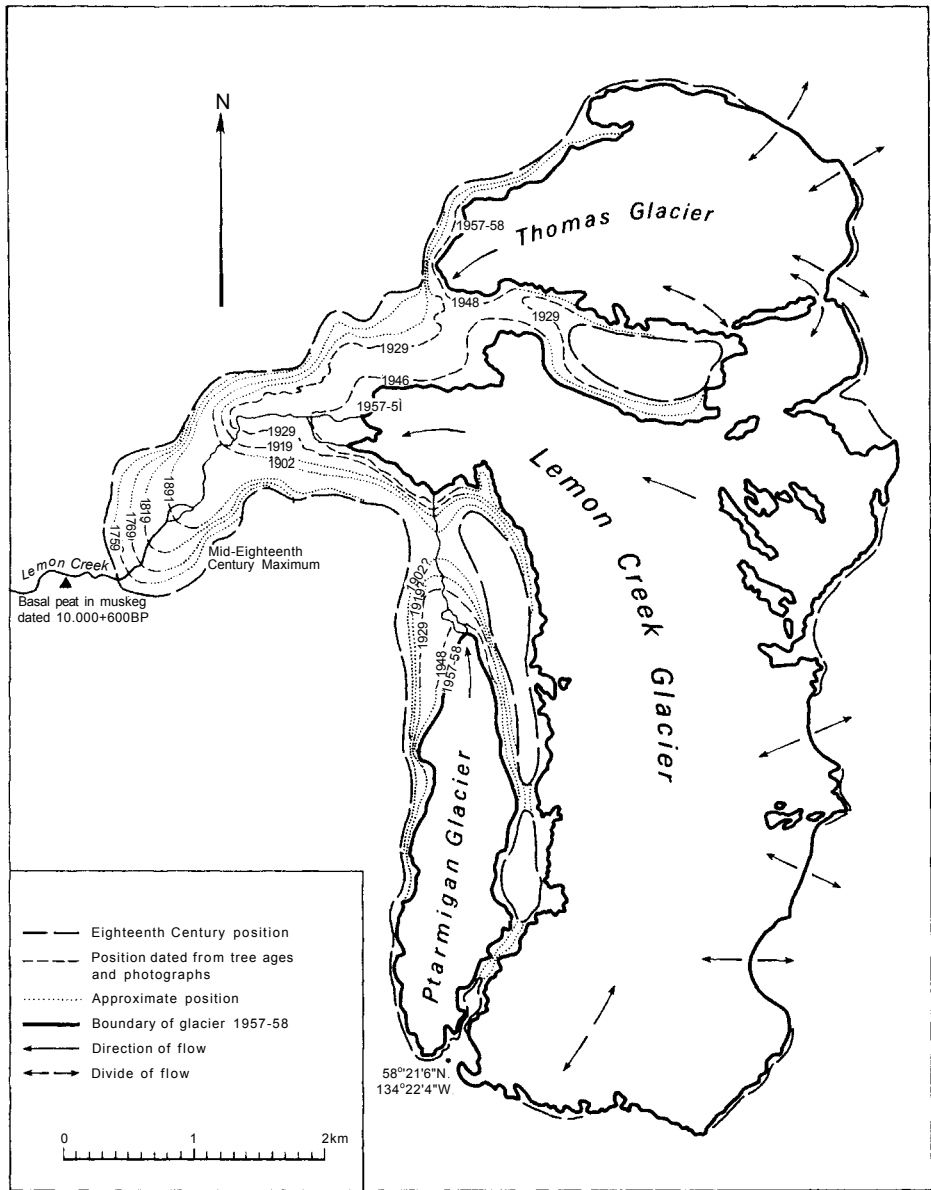 N
Thomas Glacier
1957-58
1948
1929
1929
1946
1957-5l
1929
1919
1902
1891
1819
1769
1759
Mid-Eighteenth
Century Maximum
Lemon Creek
Basal peat in muskeg
dated 10.000+600BP
Lemon Creek Glacier
1902?
1919?
1929
1948
1957-58
Ptarmigan Glacier
58°21'6"N.
134°22'4"W.
Eighteenth Century position
Position dated from tree ages
and photographs
Approximate position
Boundary of glacier 1957-58
Direction of flow
Divide of flow
0 1 2km